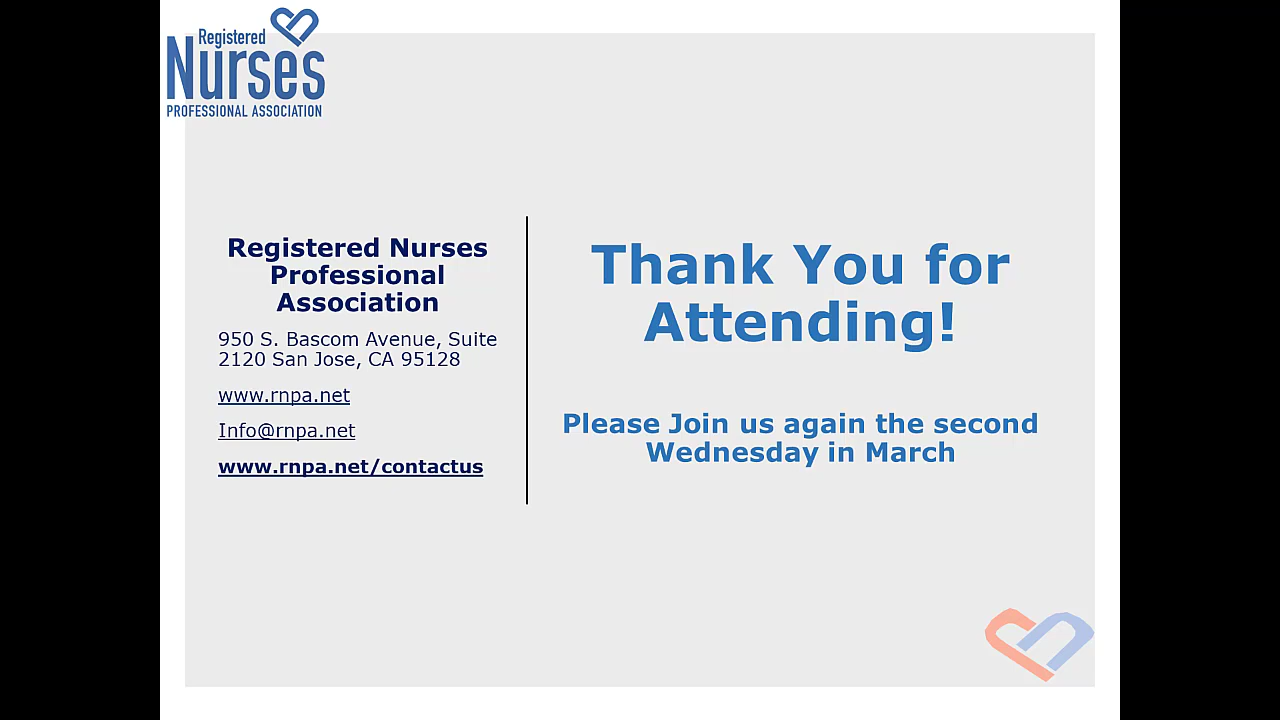 Registered
Nurses
PROFESSIONAL ASSOCIATION
Registered Nurses
Professional
Association
950 S. Bascom Avenue, Suite
2120 San Jose, CA 95128
www.rnpa.net
Info@rnpa.net
www.rnpa.net/contactus
Thank You for
Attending!
Please Join us again the second
Wednesday in March